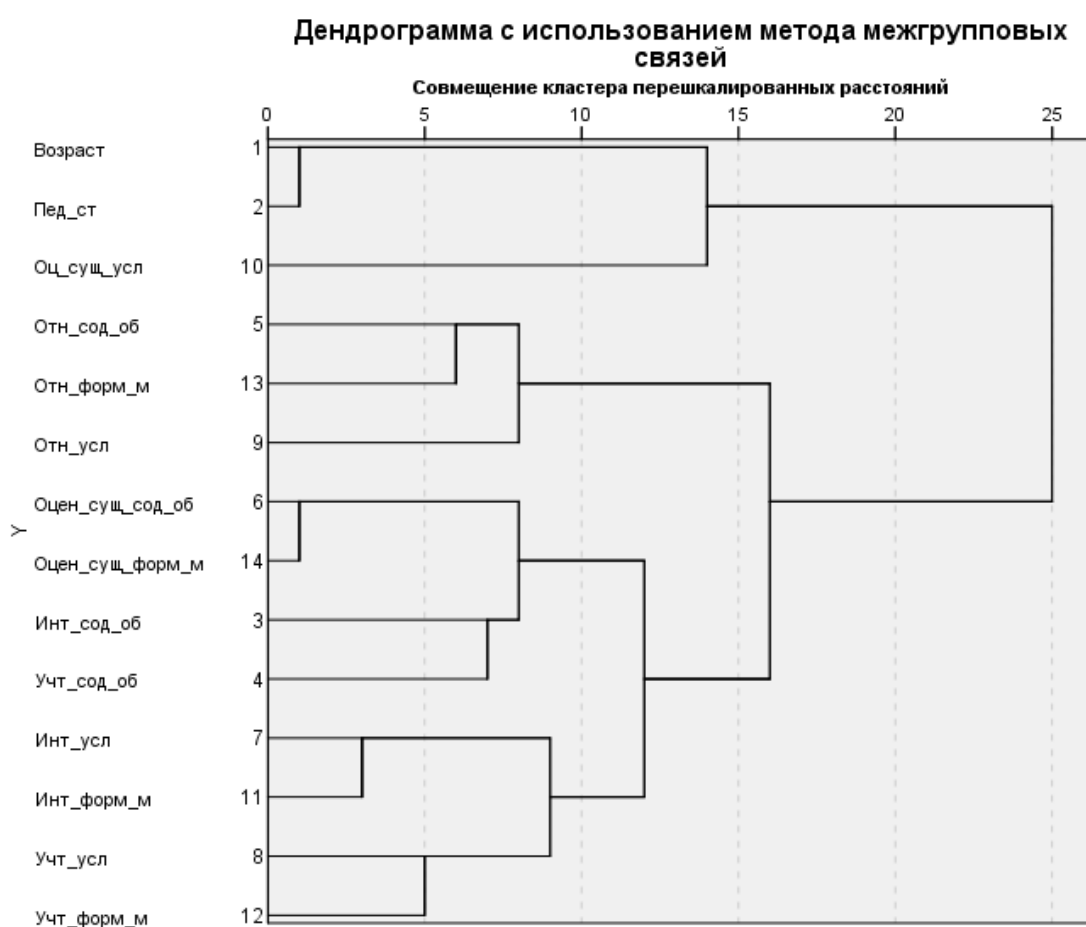 Дендрограмма с использованием метода межгрупповых
связей
Совмещение кластера перешкалированных расстояний
0 5 10 15 20 25
Возраст 1
Пед_ст 2
Оц_сущ_усл 10
Отн_сод_об 5
Отн_форм_м 13
Отн_усл 9
Оцен_сущ_сод_об 6
Y
Оцен_сущ_форм_м 14
Инт_сод_об 3
Учт_сод_об 4
Инт_усл 7
Инт_форм_м 11
Учт_усл 8
Учт_форм_м 12